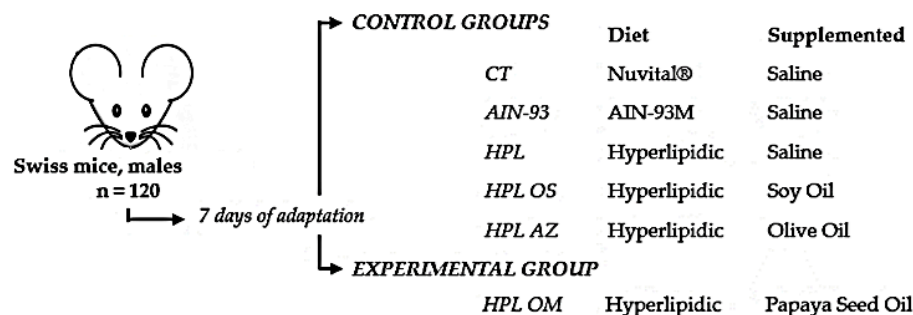 CONTROL GROUPS
Diet Supplemented
CT Nuvital® Saline
AIN-93 AIN-93M Saline
HPL Hyperlipidic Saline
HPL OS Hyperlipidic Soy Oil
HPL AZ Hyperlipidic Olive Oil
Swiss mice, males
n = 120
7 days of adaptation
EXPERIMENTAL GROUP
HPL OM Hyperlipidic Papaya Seed Oil